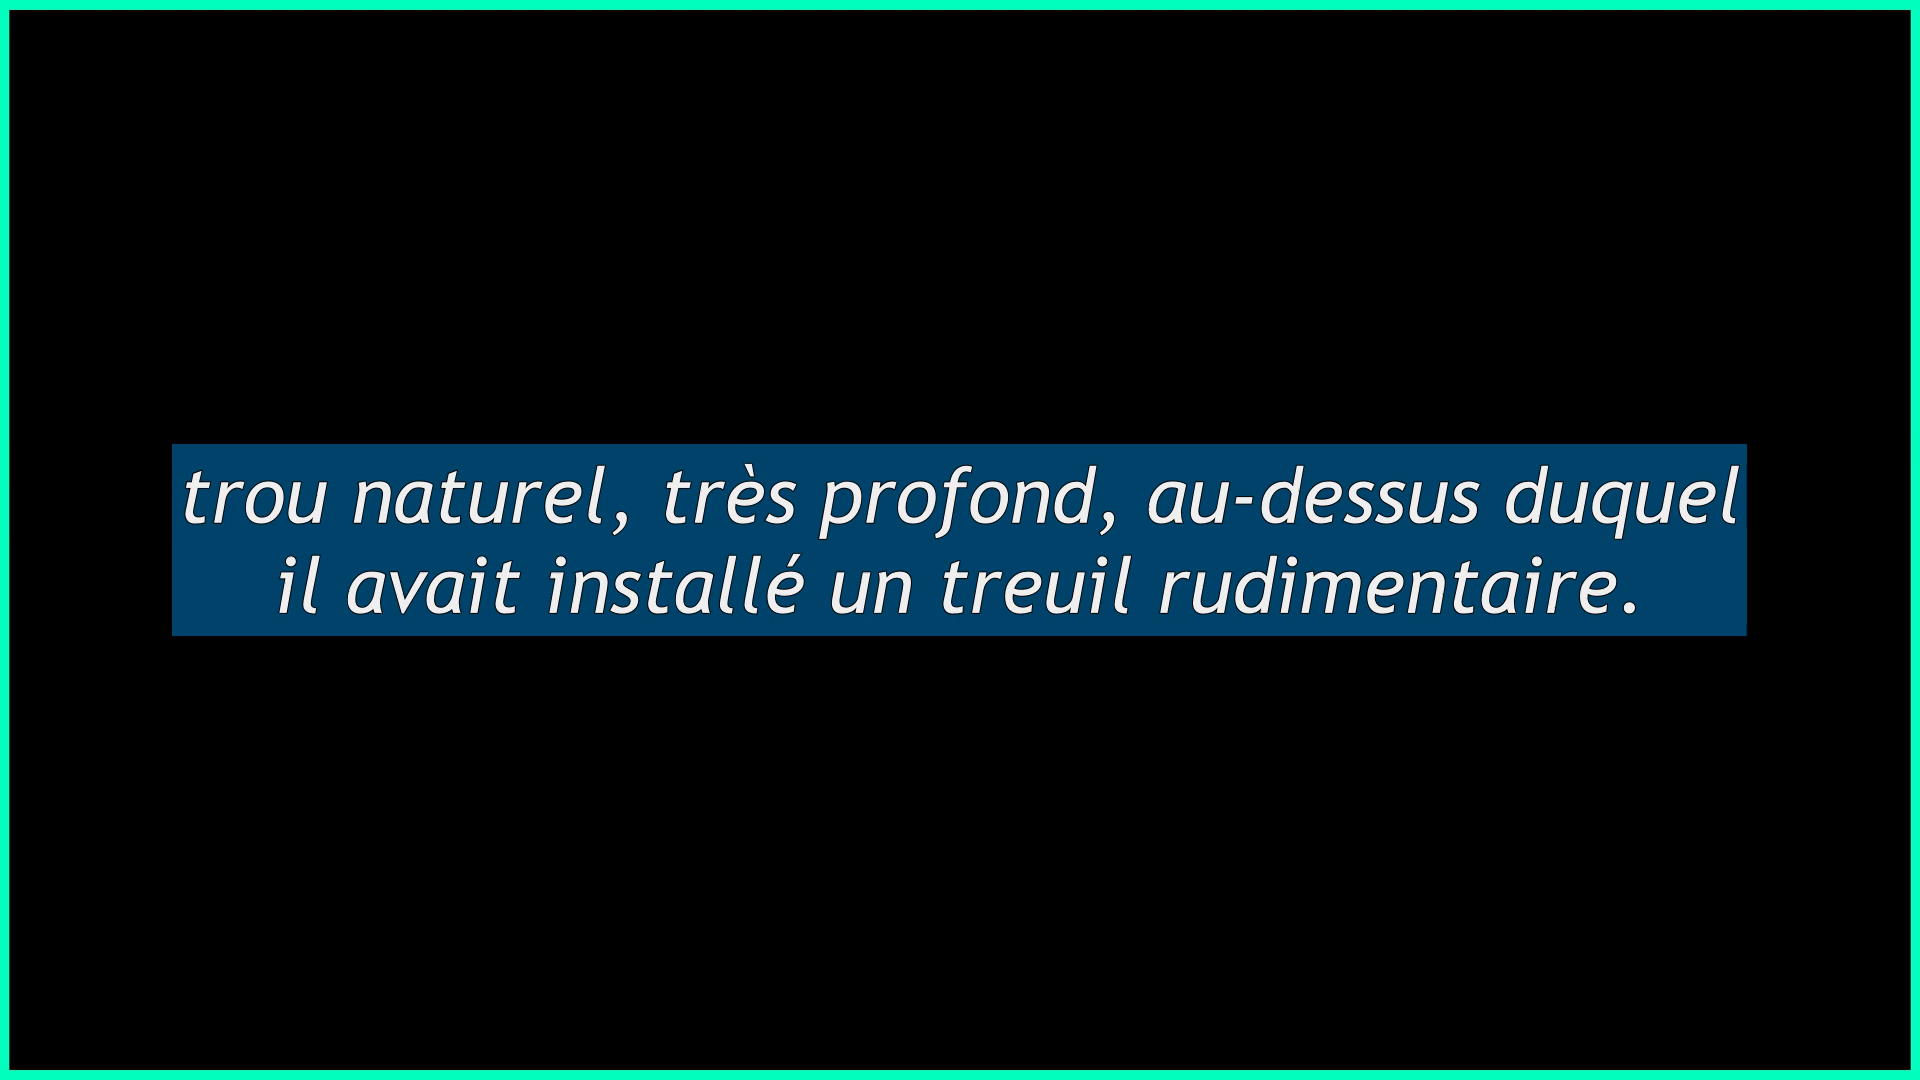 trou naturel, très profond, au-dessus duquel
il avait installé un treuil rudimentaire.